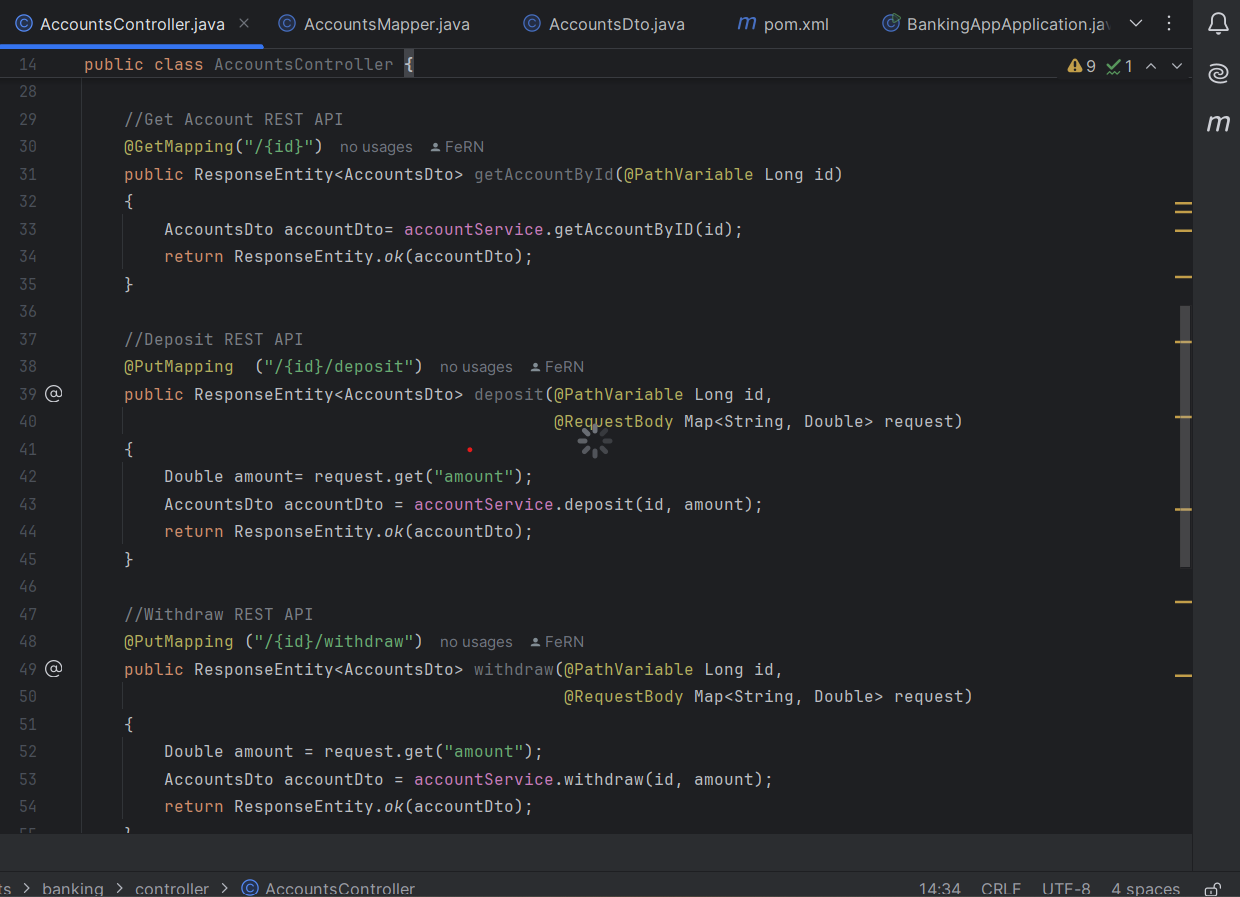 AccountsController.java AccountsMapper.java AccountsDto.java m pom.xml BankingAppApplication.ja
14 public class AccountsController { 9 1
28
29 //Get Account REST API
30 @GetMapping("/{id}") no usages FeRN
31 public ResponseEntity<AccountsDto> getAccountById(@PathVariable Long id)
32 {
33 AccountsDto accountDto= accountService.getAccountByID(id);
34 return ResponseEntity.ok(accountDto);
35 }
36
37 //Deposit REST API
38 @PutMapping ("/{id}/deposit") no usages FeRN
39 public ResponseEntity<AccountsDto> deposit(@PathVariable Long id,
40 @RequestBody Map<String, Double> request)
41 {
42 Double amount= request.get("amount");
43 AccountsDto accountDto = accountService.deposit(id, amount);
44 return ResponseEntity.ok(accountDto);
45 }
46
47 //Withdraw REST API
48 @PutMapping ("/{id}/withdraw") no usages FeRN
49 public ResponseEntity<AccountsDto> withdraw(@PathVariable Long id,
50 @RequestBody Map<String, Double> request)
51 {
52 Double amount = request.get("amount");
53 AccountsDto accountDto = accountService.withdraw(id, amount);
54 return ResponseEntity.ok(accountDto);
55 }
ts > banking > controller > AccountsController 14:34 CRLF UTF-8 4 spaces